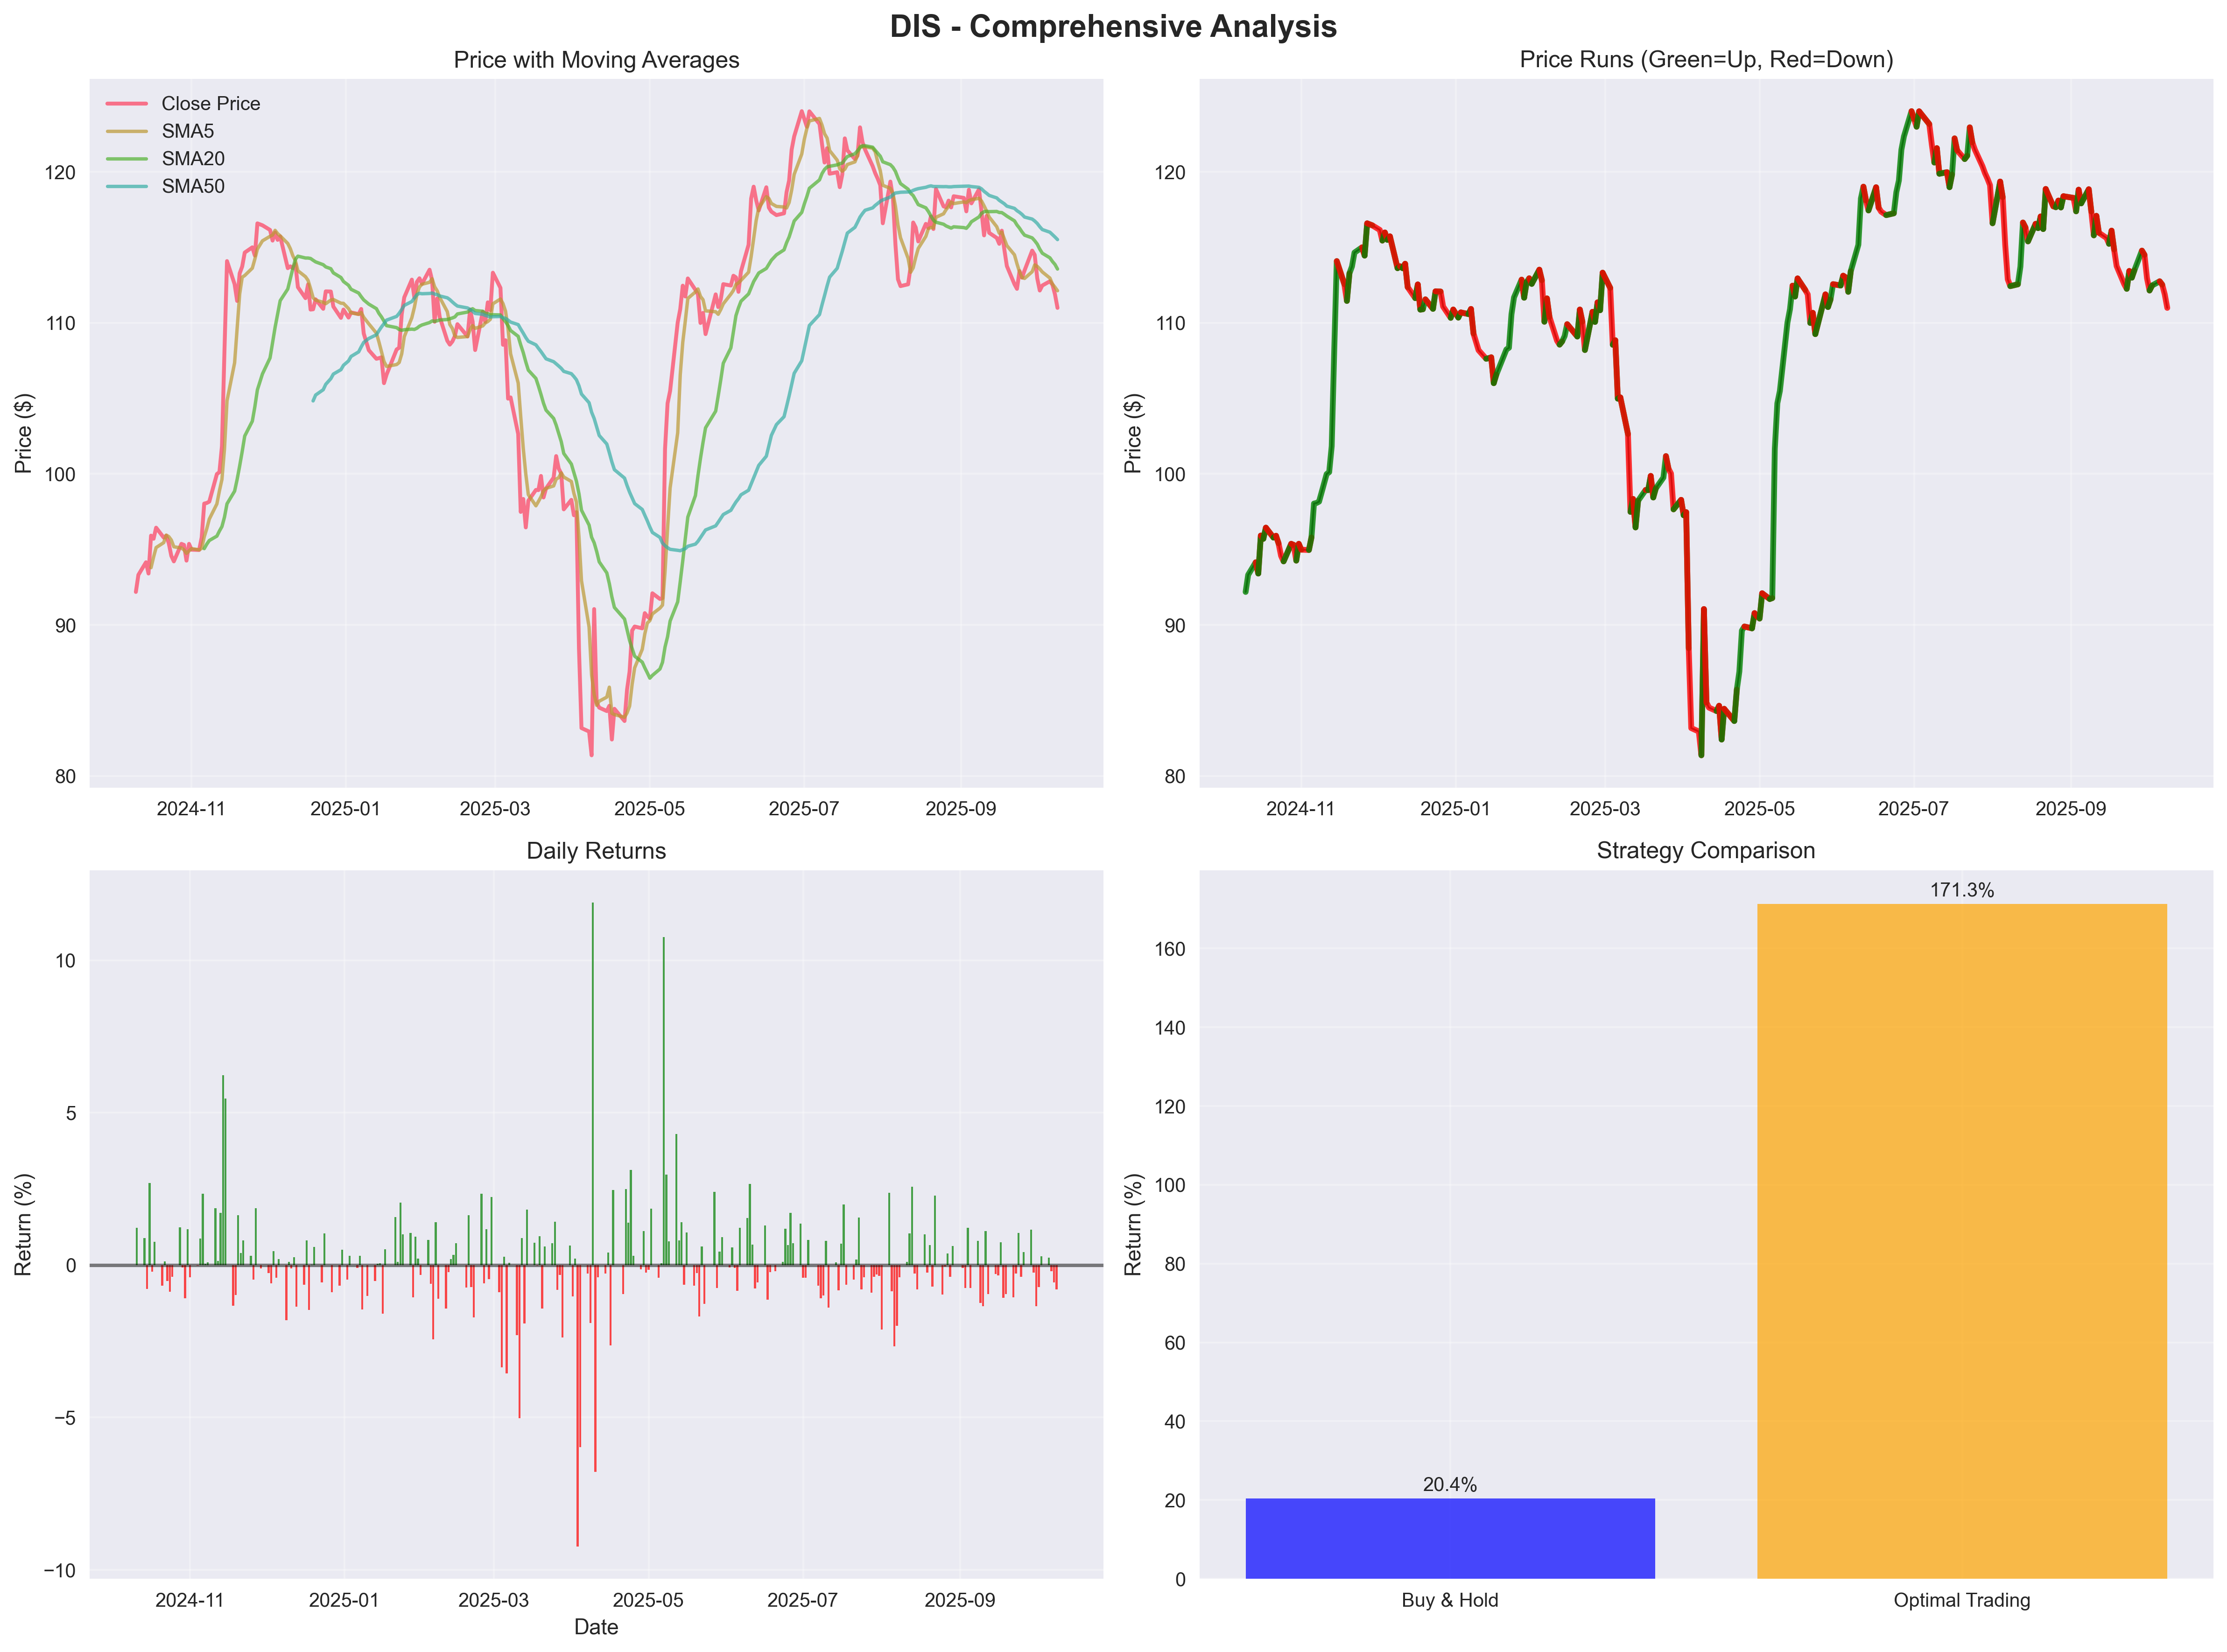 DIS - Comprehensive Analysis
Price with Moving Averages
Close Price
SMA5
SMA20
SMA50
Price ($)
120
110
100
90
80
2024-11 2025-01 2025-03 2025-05 2025-07 2025-09
Price Runs (Green=Up, Red=Down)
Price ($)
120
110
100
90
80
2024-11 2025-01 2025-03 2025-05 2025-07 2025-09
Daily Returns
Return (%)
10
5
0
−5
−10
2024-11 2025-01 2025-03 2025-05 2025-07 2025-09
Date
Strategy Comparison
Return (%)
160
140
120
100
80
60
40
20
0
171.3%
20.4%
Buy & Hold Optimal Trading